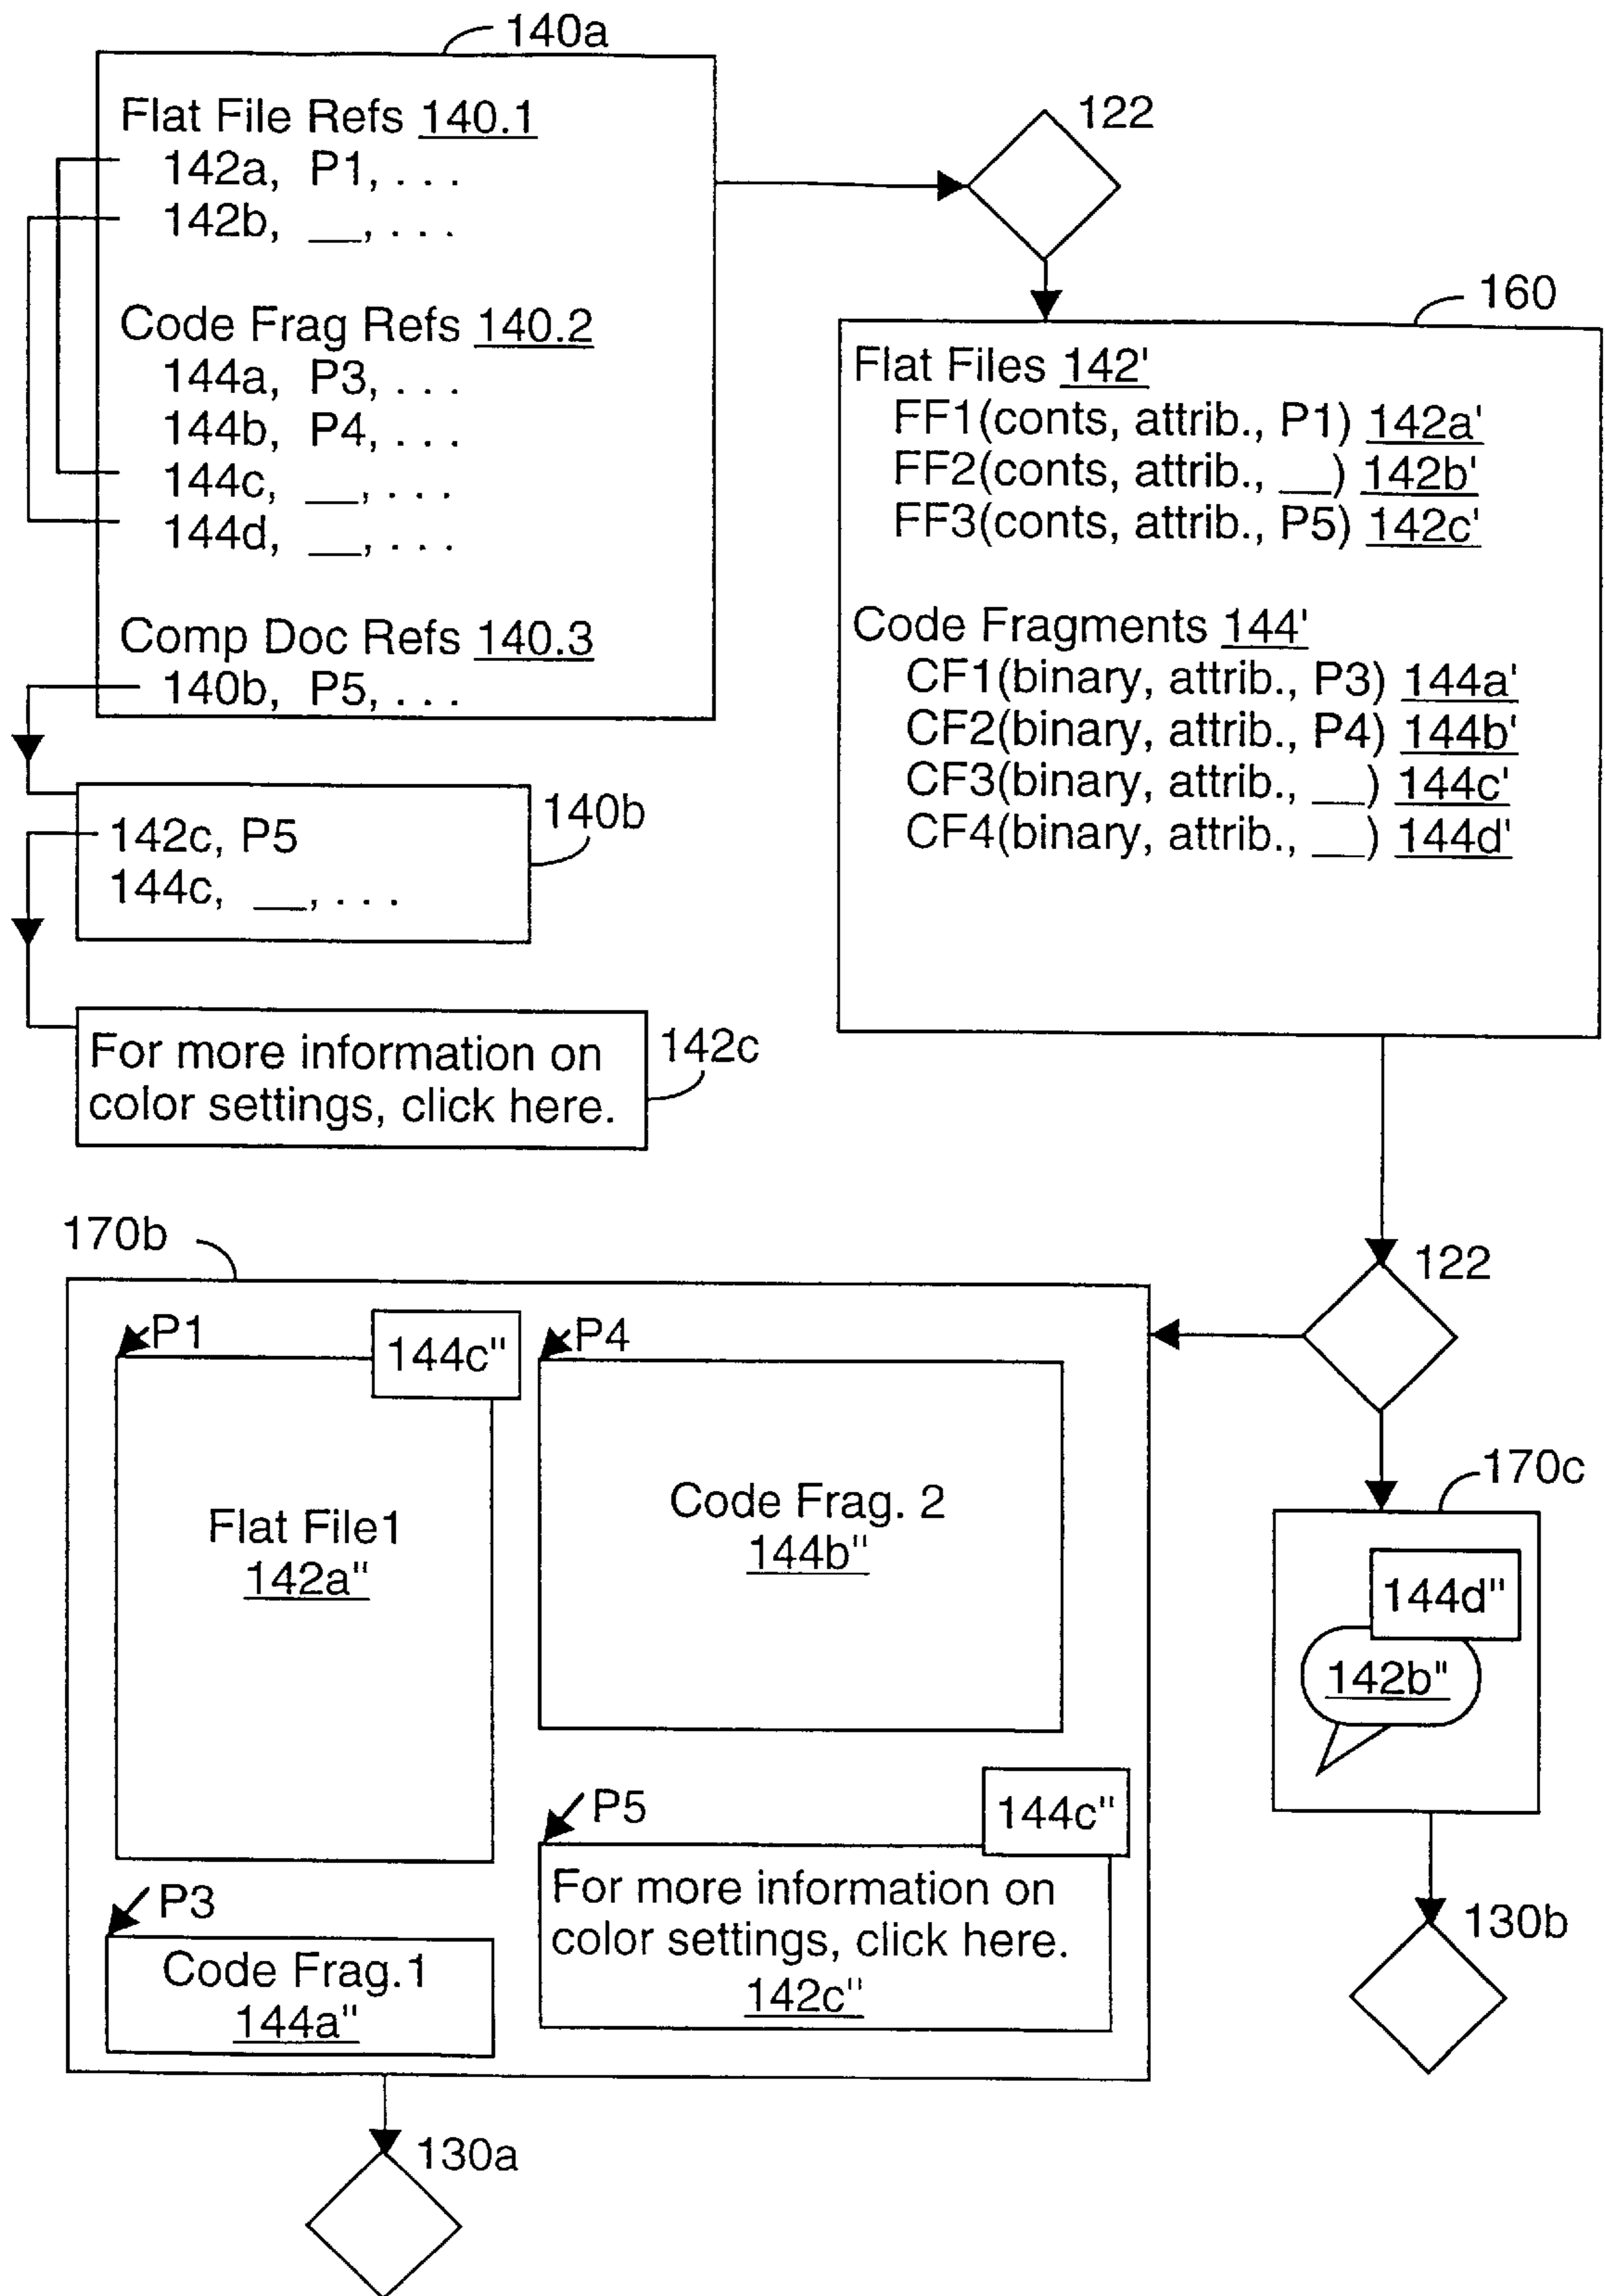 140a
Flat File Refs 140.1
142a, P1, . . .
142b, __, . . .
Code Frag Refs 140.2
144a, P3, . . .
144b, P4, . . .
144c, __, . . .
144d, __, . . .
Comp Doc Refs 140.3
140b, P5, . . .
122
160
Flat Files 142'
FF1(conts, attrib., P1) 142a'
FF2(conts, attrib., __) 142b'
FF3(conts, attrib., P5) 142c'
Code Fragments 144'
CF1(binary, attrib., P3) 144a'
CF2(binary, attrib., P4) 144b'
CF3(binary, attrib., __) 144c'
CF4(binary, attrib., __) 144d'
140b
142c, P5
144c, __, . . .
142c
For more information on
color settings, click here.
122
170b
P1
144c"
Flat File1
142a"
P4
Code Frag. 2
144b"
P5
144c"
For more information on
color settings, click here.
142c"
P3
Code Frag.1
144a"
170c
144d"
142b"
130b
130a